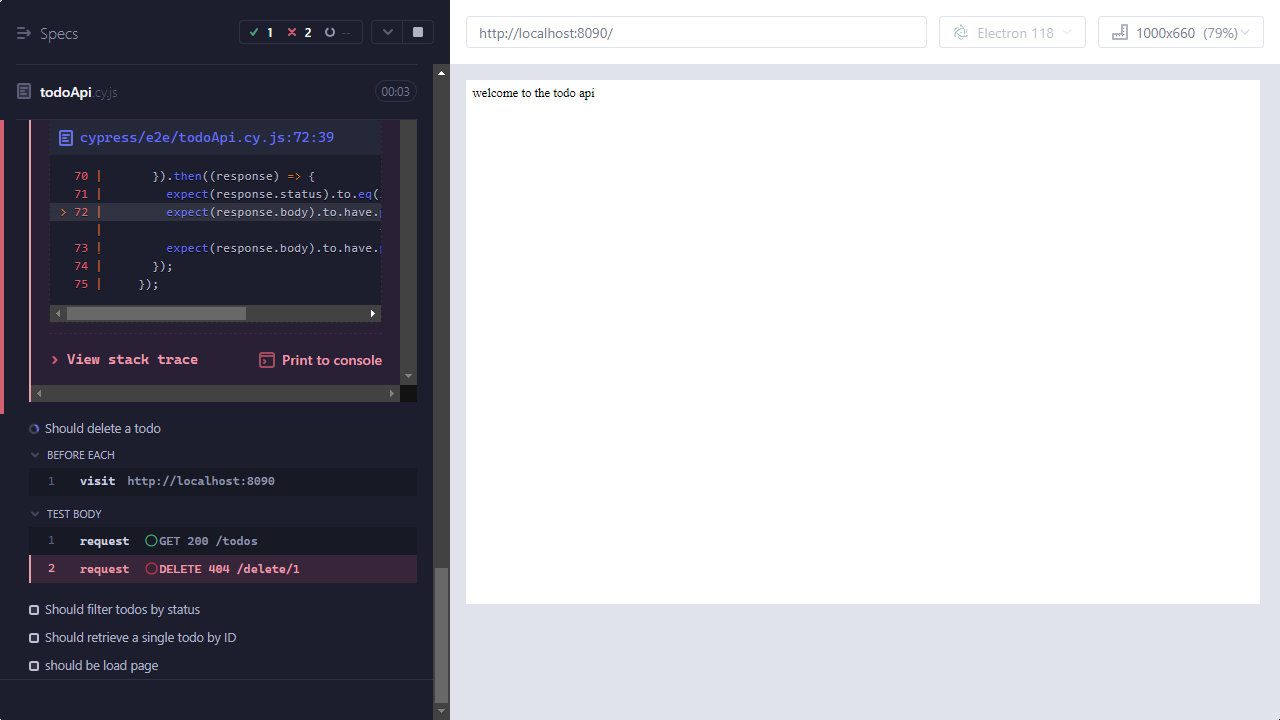 Specs
1
2
--
http://localhost:8090/
Electron 118
1000x660 (79%)
todoApi.cy.js
00:03
welcome to the todo api
cypress/e2e/todoApi.cy.js:72:39
70 | }).then((response) => {
71 | expect(response.status).to.eq(
> 72 | expect(response.body).to.have.
|
73 | expect(response.body).to.have.
74 | });
75 | });
View stack trace
Print to console
Should delete a todo
BEFORE EACH
1 visit http://localhost:8090
TEST BODY
1 request GET 200 /todos
2 request DELETE 404 /delete/1
Should filter todos by status
Should retrieve a single todo by ID
should be load page